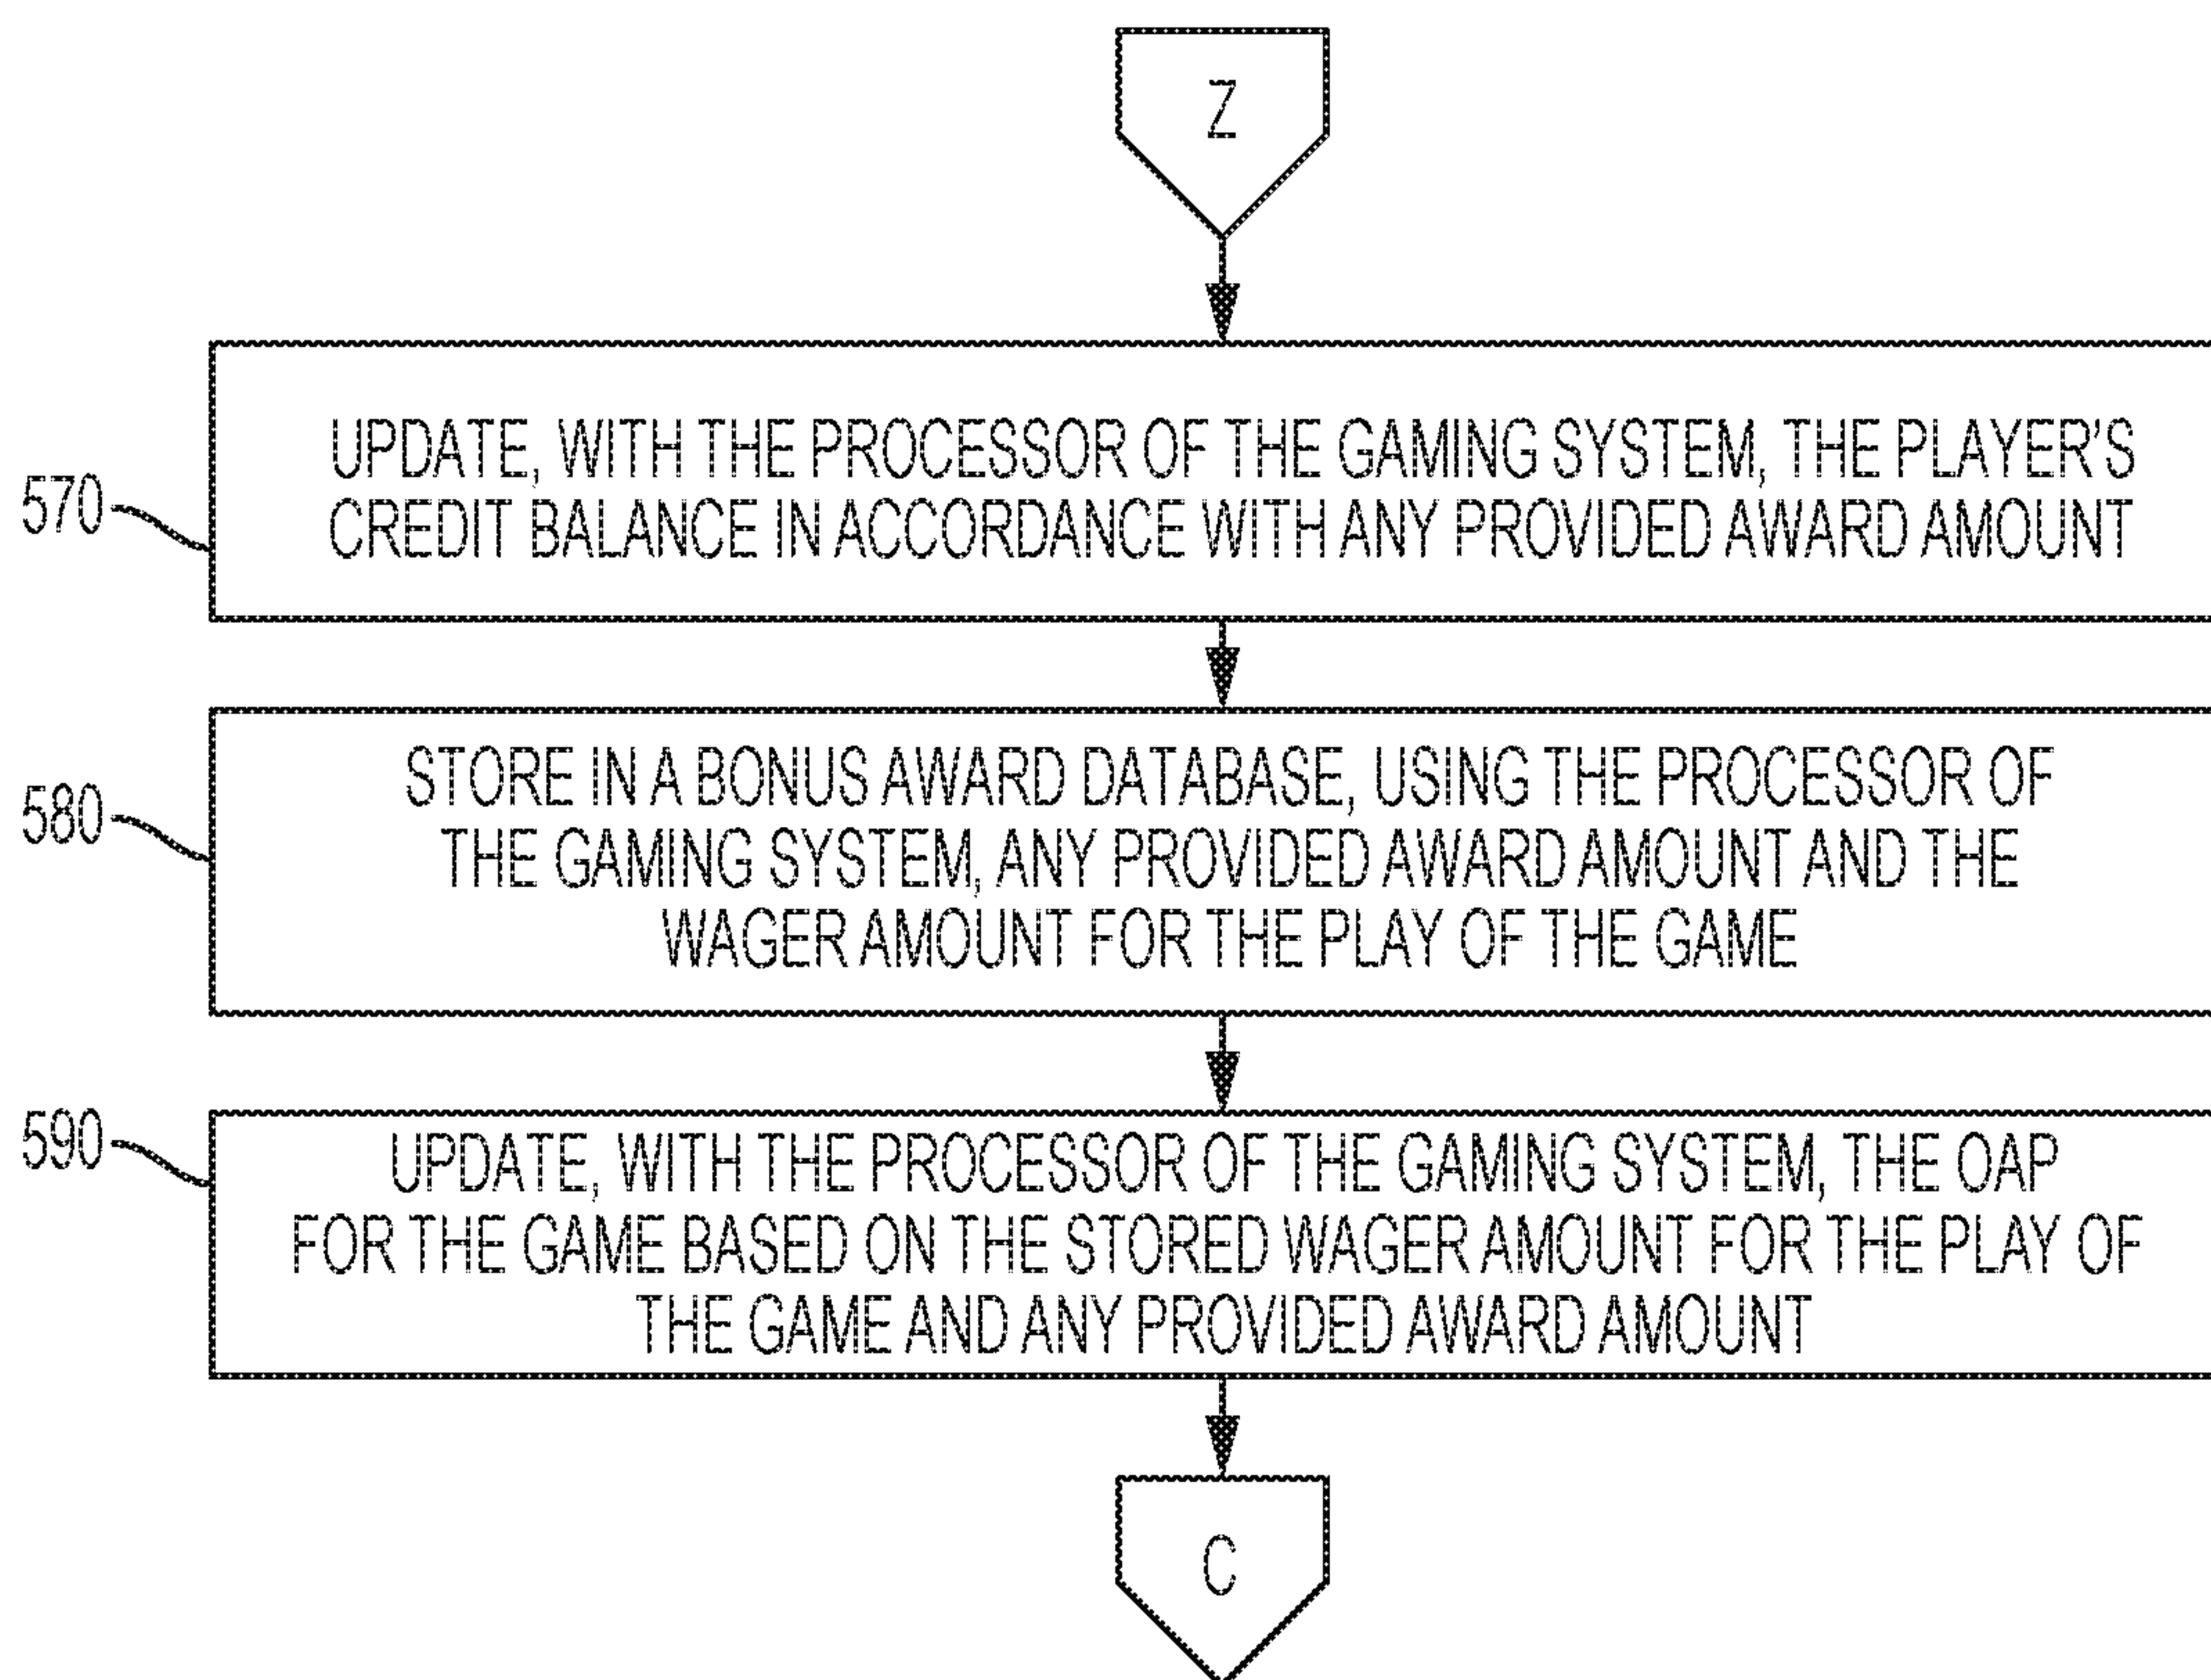 Z
570
UPDATE, WITH THE PROCESSOR OF THE GAMING SYSTEM, THE PLAYER'S
CREDIT BALANCE IN ACCORDANCE WITH ANY PROVIDED AWARD AMOUNT
580
STORE IN A BONUS AWARD DATABASE, USING THE PROCESSOR OF
THE GAMING SYSTEM, ANY PROVIDED AWARD AMOUNT AND THE
WAGER AMOUNT FOR THE PLAY OF THE GAME
590
UPDATE, WITH THE PROCESSOR OF THE GAMING SYSTEM, THE OAP
FOR THE GAME BASED ON THE STORED WAGER AMOUNT FOR THE PLAY OF
THE GAME AND ANY PROVIDED AWARD AMOUNT
C